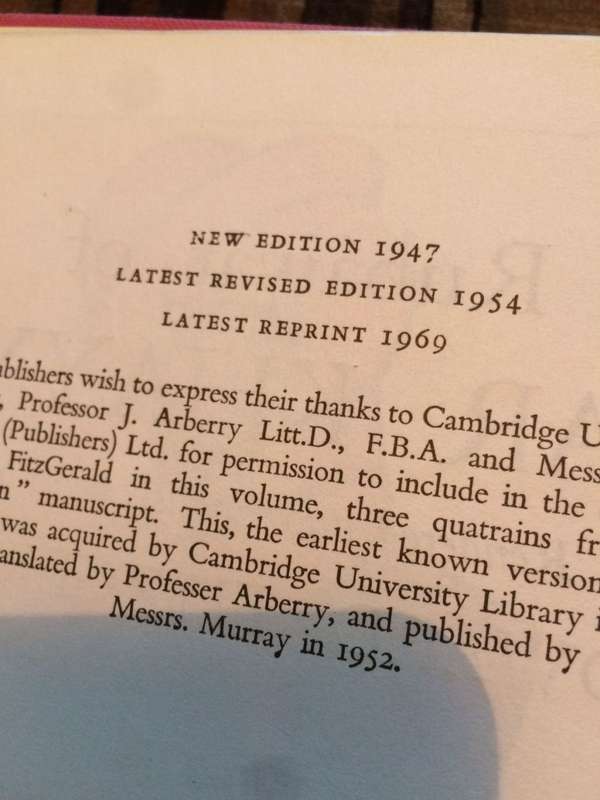 NEW EDITION 1947
LATEST REVISED EDITION 1954
LATEST REPRINT 1969
blishers wish to express their thanks to Cambridge U
Professor J. Arberry Litt.D., F.B.A. and Mess
(Publishers) Ltd. for permission to include in the
FitzGerald in this volume, three quatrains fr
n" manuscript. This, the earliest known version
was acquired by Cambridge University Library i
anslated by Professer Arberry, and published by
Messrs. Murray in 1952.